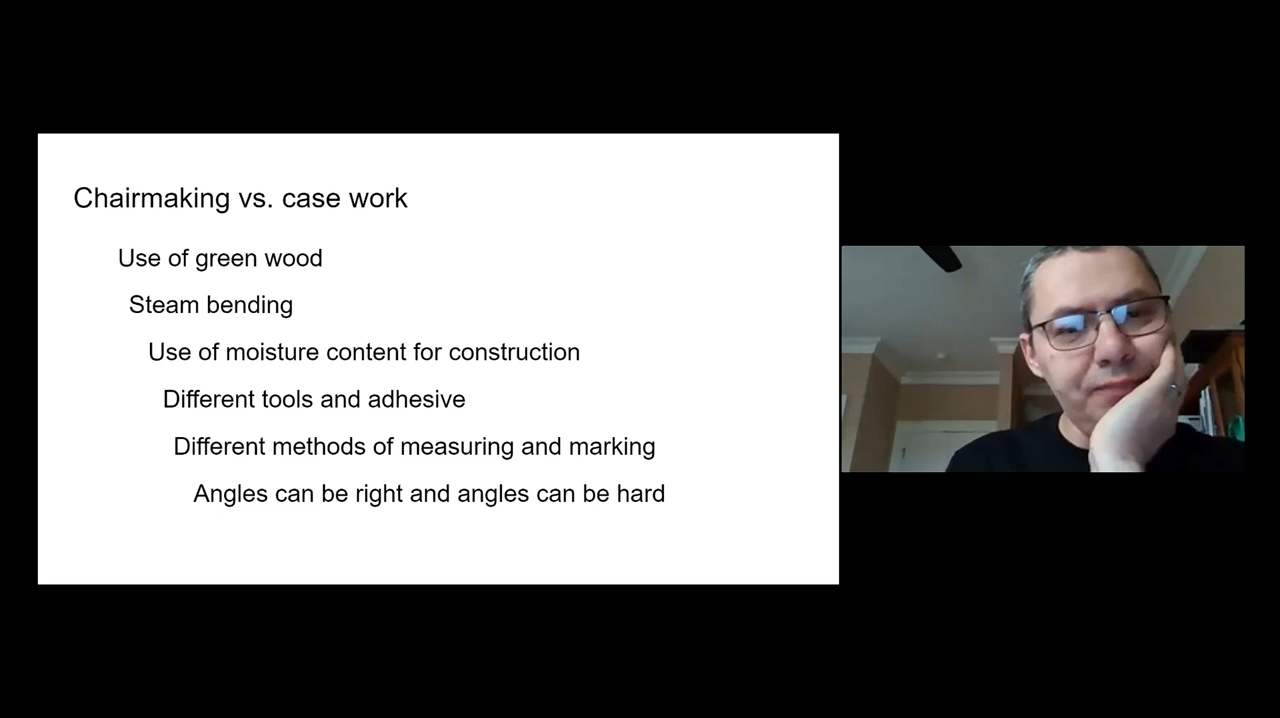 Chairmaking vs. case work
Use of green wood
Steam bending
Use of moisture content for construction
Different tools and adhesive
Different methods of measuring and marking
Angles can be right and angles can be hard